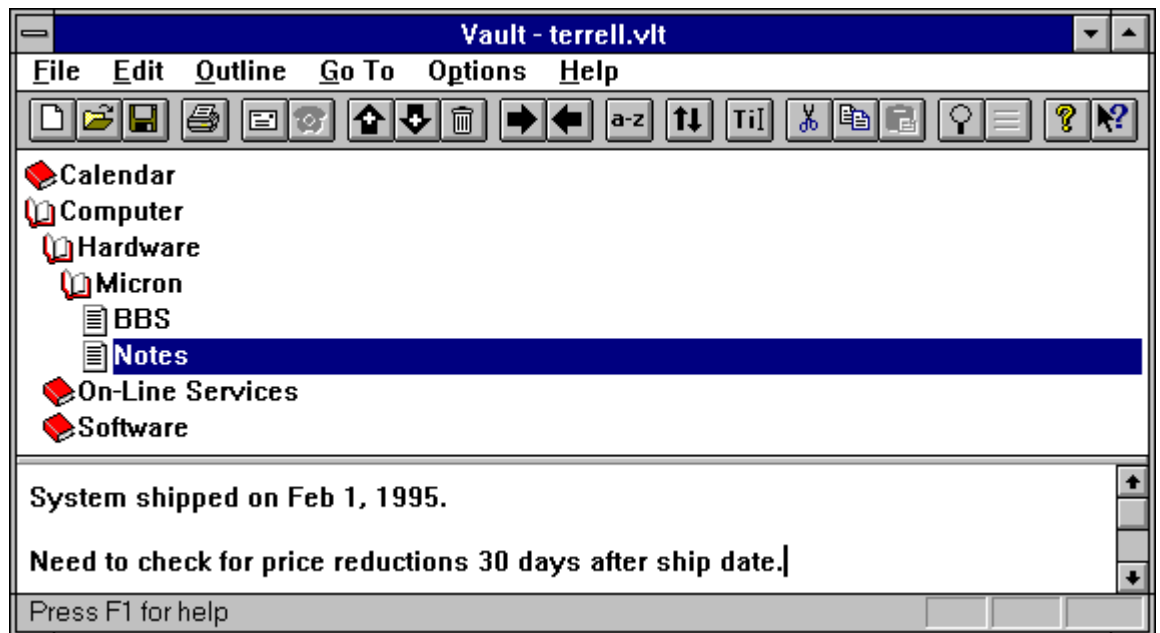 Vault - terrell.vlt
File Edit Outline Go To Options Help
a-z TiI ? ?
Calendar
Computer
Hardware
Micron
BBS
Notes
On-Line Services
Software
System shipped on Feb 1, 1995.
Need to check for price reductions 30 days after ship date.
Press F1 for help